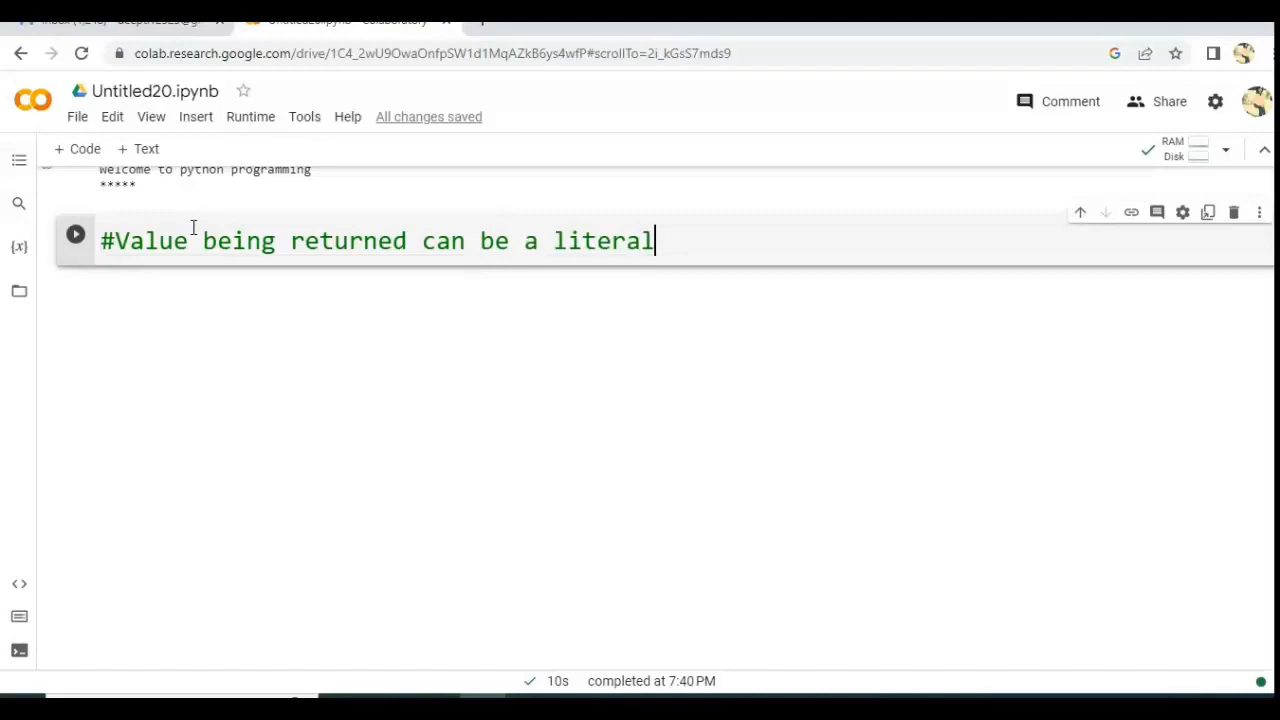 colab.research.google.com/drive/1C4_2wU9OwaOnfpSW1d1MqAZkB6ys4wfP#scrollTo=2i_kGsS7mds9
Untitled20.ipynb
Comment
Share
File Edit View Insert Runtime Tools Help All changes saved
+ Code + Text
RAM
Disk
Welcome to python programming
*****
{x}
#Value being returned can be a literal
10s completed at 7:40 PM